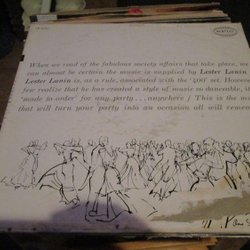 When we read of the fabulous society affairs that take place, we
can almost be certain the music is supplied by Lester Lanin
Lester Lanin is, as a rule, associated with the "400" set. However
few realize that he has created a style of music so danceable, it
"made to order" for any party...anywhere! This is the mu
that will turn your party into an occasion all will remem